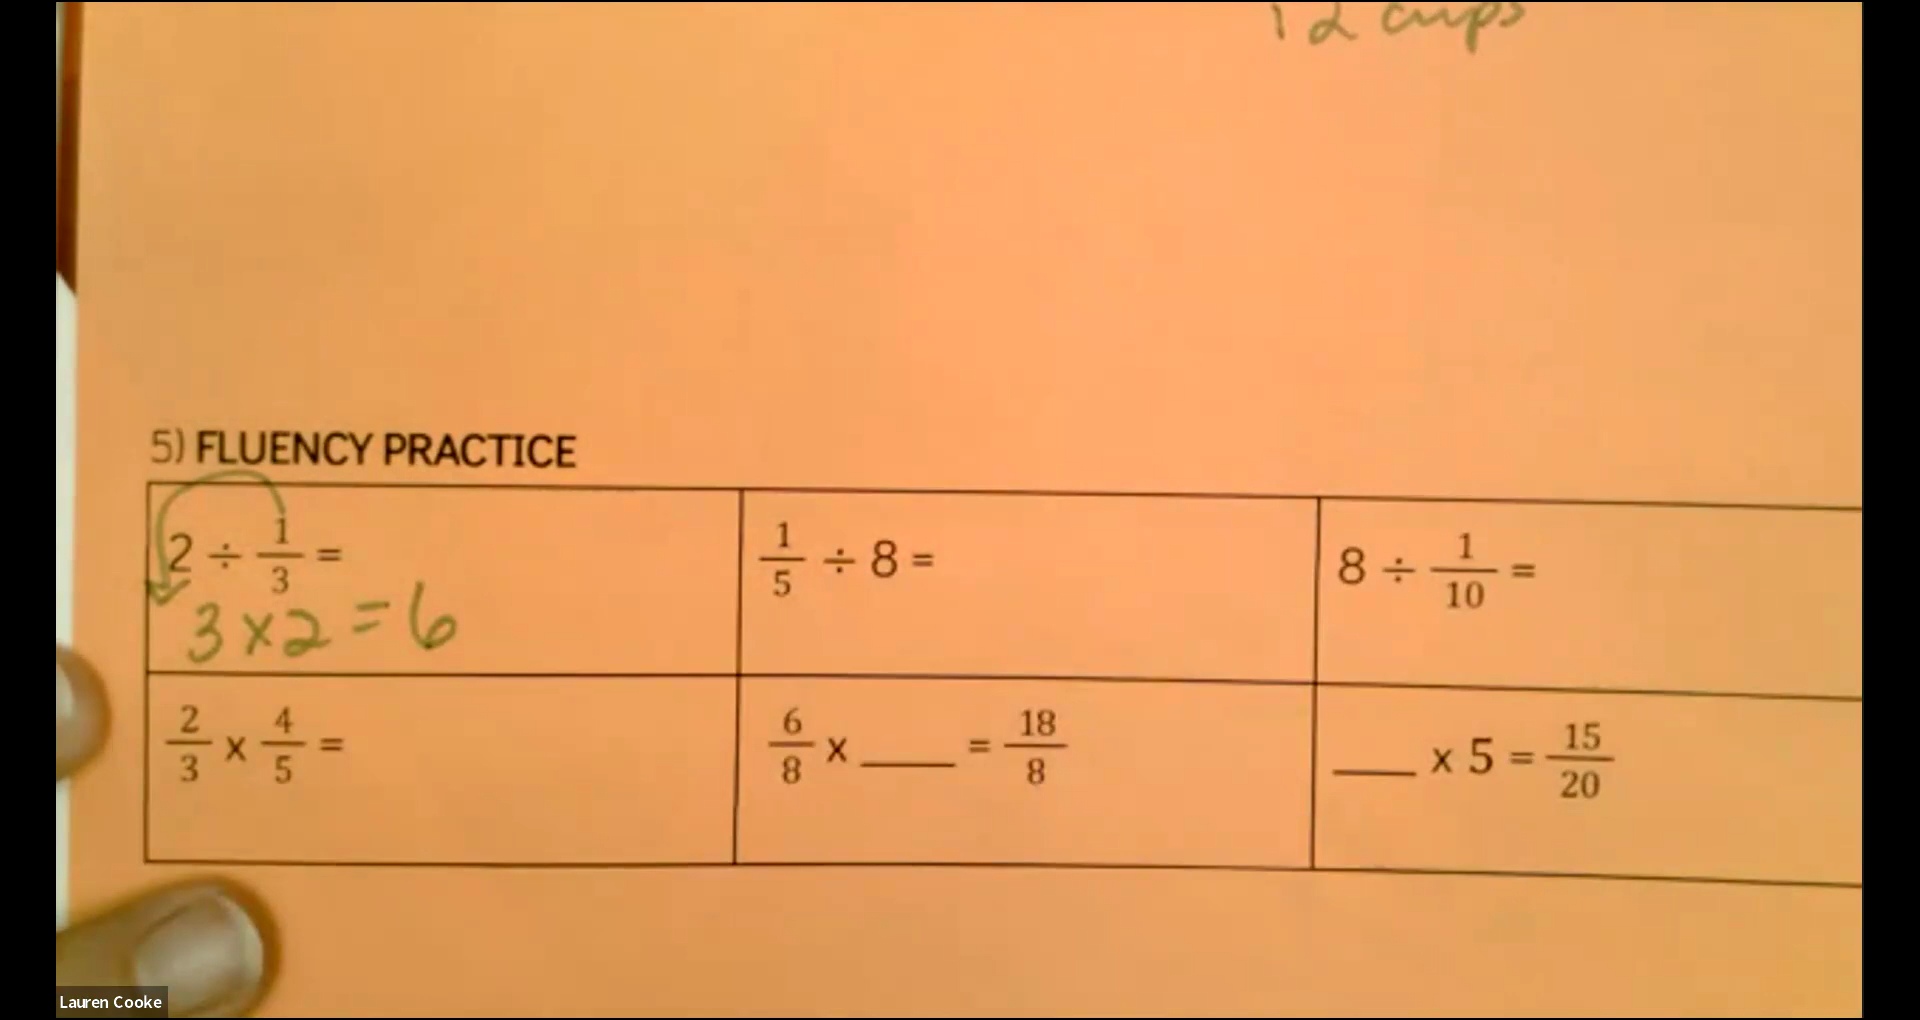 12 cups
5) FLUENCY PRACTICE
2 ÷ 1/3 =
3 x 2 = 6
1/5 ÷ 8 =
8 ÷ 1/10 =
2/3 x 4/5 =
6/8 x ____ = 18/8
____ x 5 = 15/20
Lauren Cooke